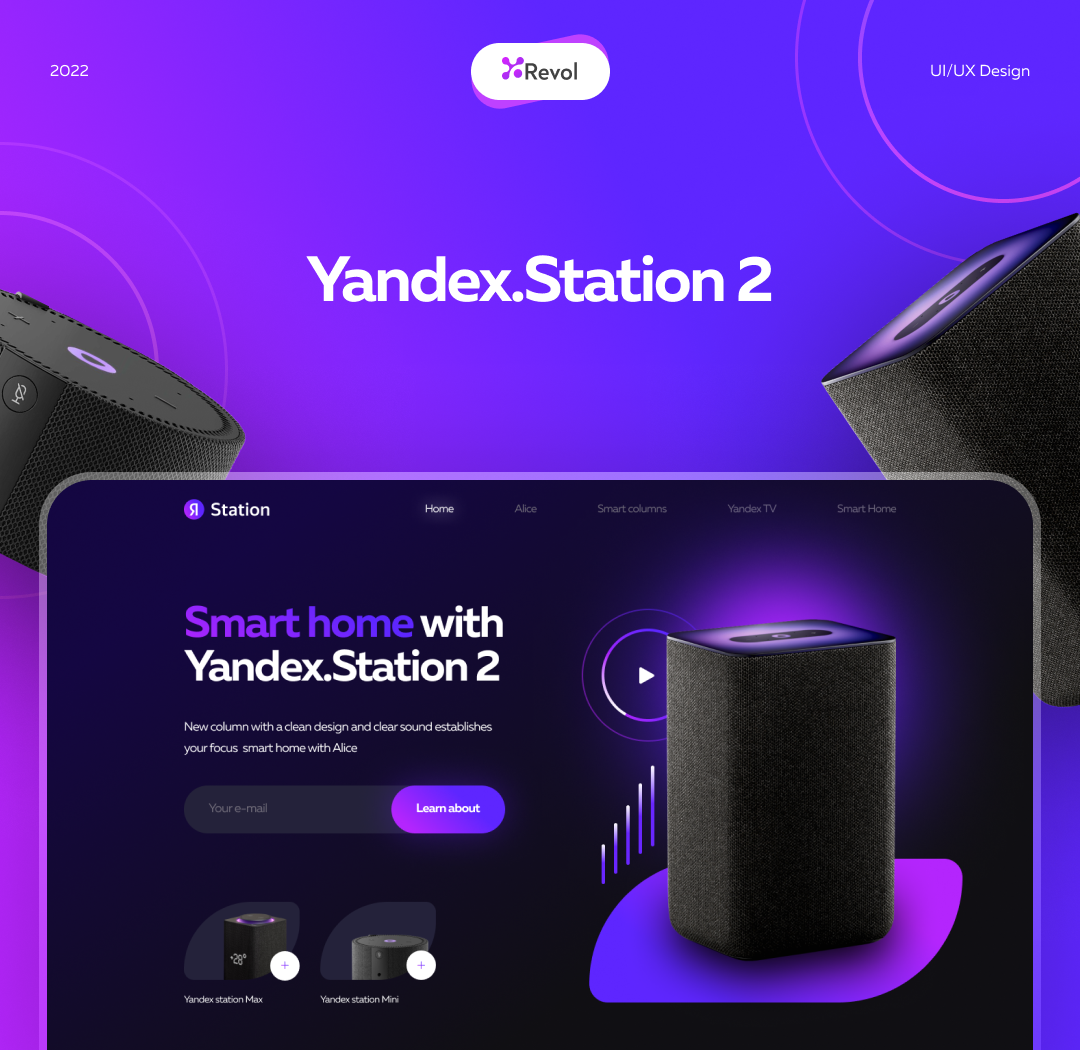 2022
Revol
UI/UX Design
Yandex.Station 2
Я Station
Home
Alice
Smart columns
Yandex TV
Smart Home
Smart home with
Yandex.Station 2
New column with a clean design and clear sound establishes
your focus smart home with Alice
Your e-mail
Learn about
+28°
+
+
Yandex station Max
Yandex station Mini